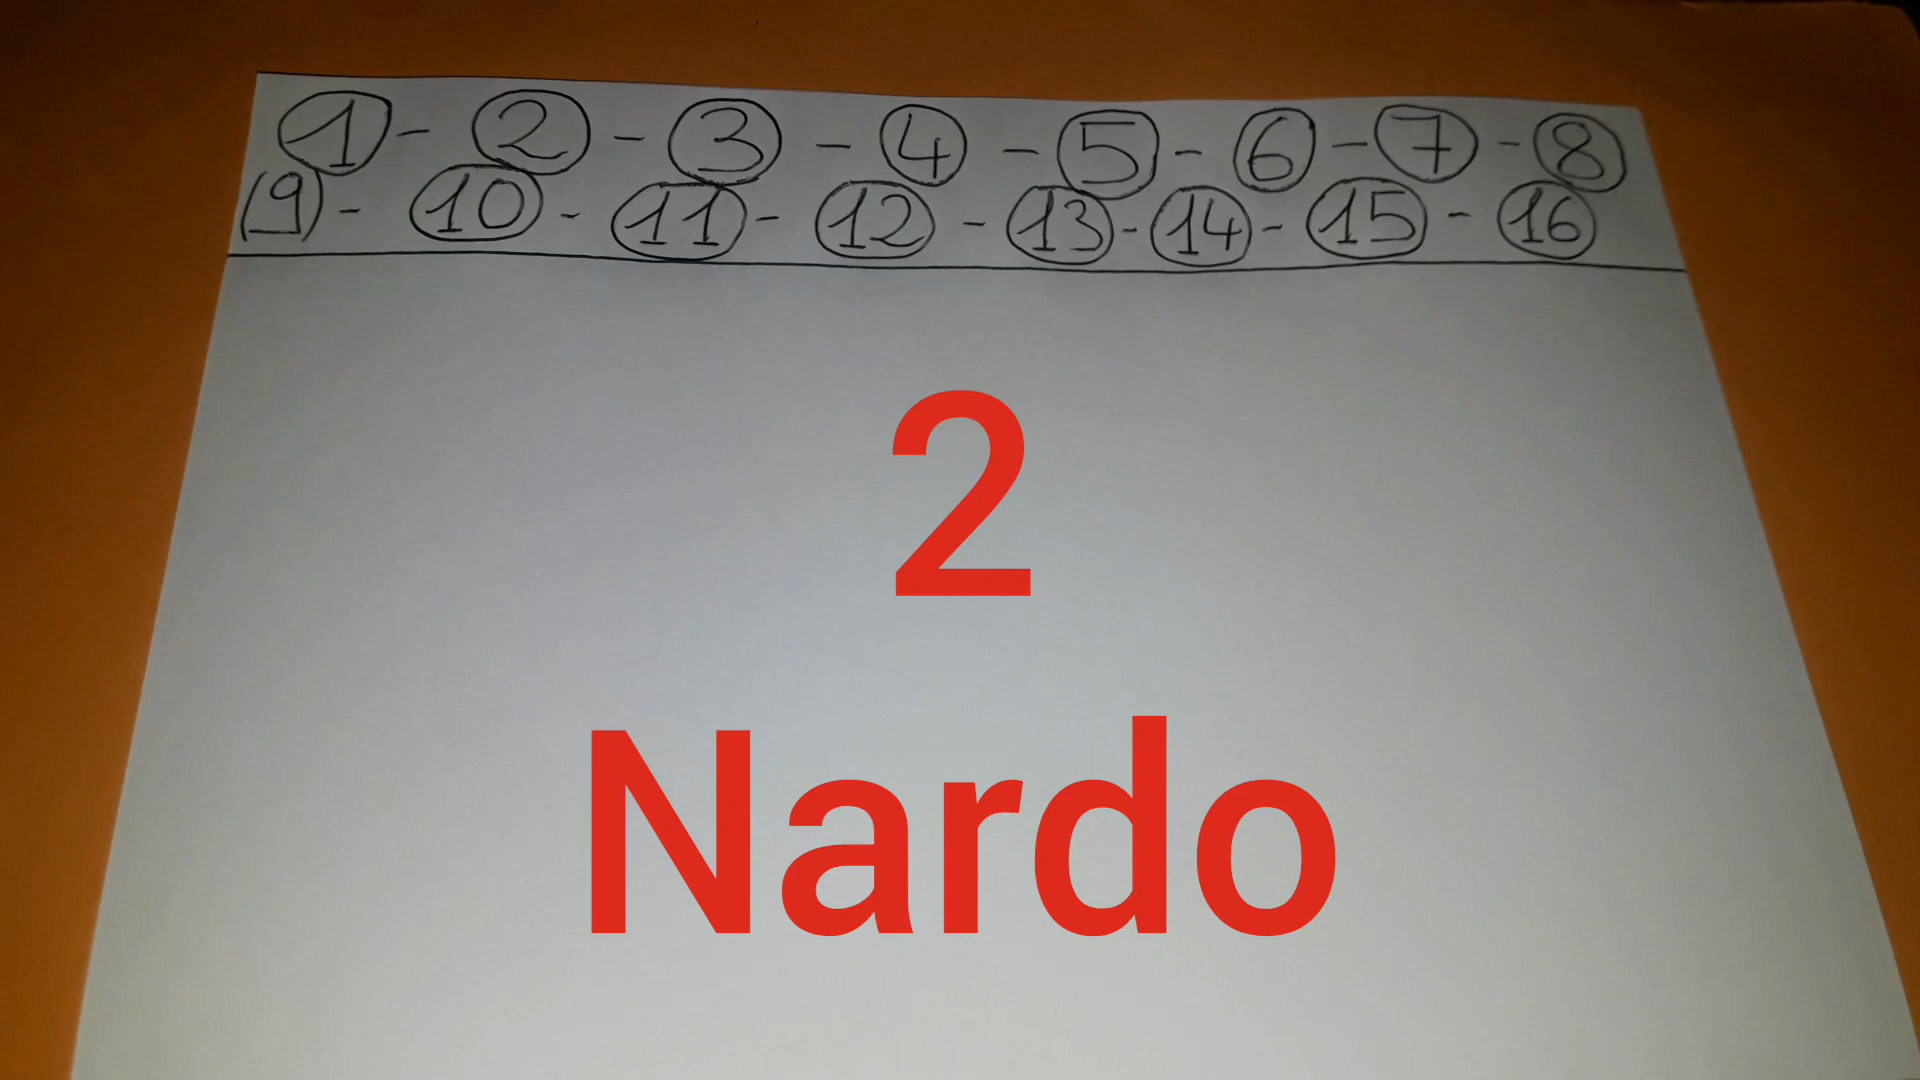 1 - 2 - 3 - 4 - 5 - 6 - 7 - 8
9 - 10 - 11 - 12 - 13 - 14 - 15 - 16
2
Nardo